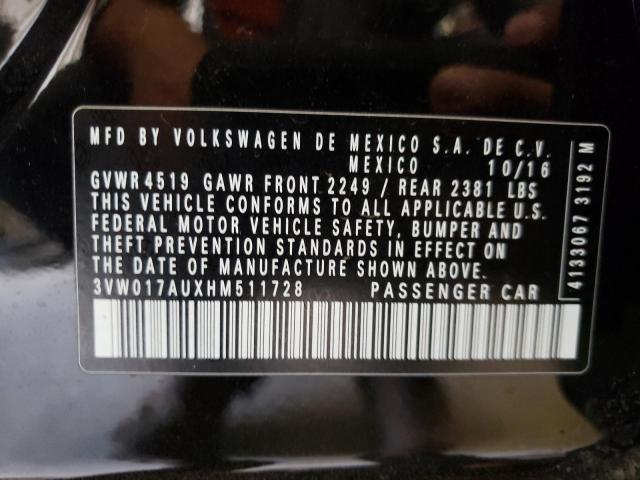 MFD BY VOLKSWAGEN DE MEXICO S.A. DE C.V.
MEXICO 10/16
GVWR 4519 GAWR FRONT 2249 / REAR 2381 LBS
THIS VEHICLE CONFORMS TO ALL APPLICABLE U.S.
FEDERAL MOTOR VEHICLE SAFETY, BUMPER AND
THEFT PREVENTION STANDARDS IN EFFECT ON
THE DATE OF MANUFACTURE SHOWN ABOVE.
3VW017AUXHM511728 PASSENGER CAR
4133067 3192 M